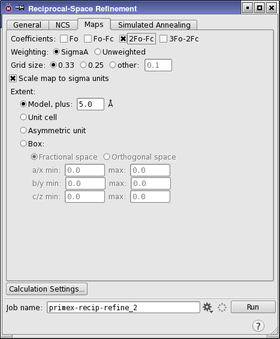 Reciprocal-Space Refinement
General NCS Maps Simulated Annealing
Coefficients: Fo Fo-Fc 2Fo-Fc 3Fo-2Fc
Weighting: SigmaA Unweighted
Grid size: 0.33 0.25 other: 0.1
Scale map to sigma units
Extent:
Model, plus: 5.0 Å
Unit cell
Asymmetric unit
Box:
Fractional space Orthogonal space
a/x min: 0.0 max: 0.0
b/y min: 0.0 max: 0.0
c/z min: 0.0 max: 0.0
Calculation Settings...
Job name: primex-recip-refine_2 Run
?